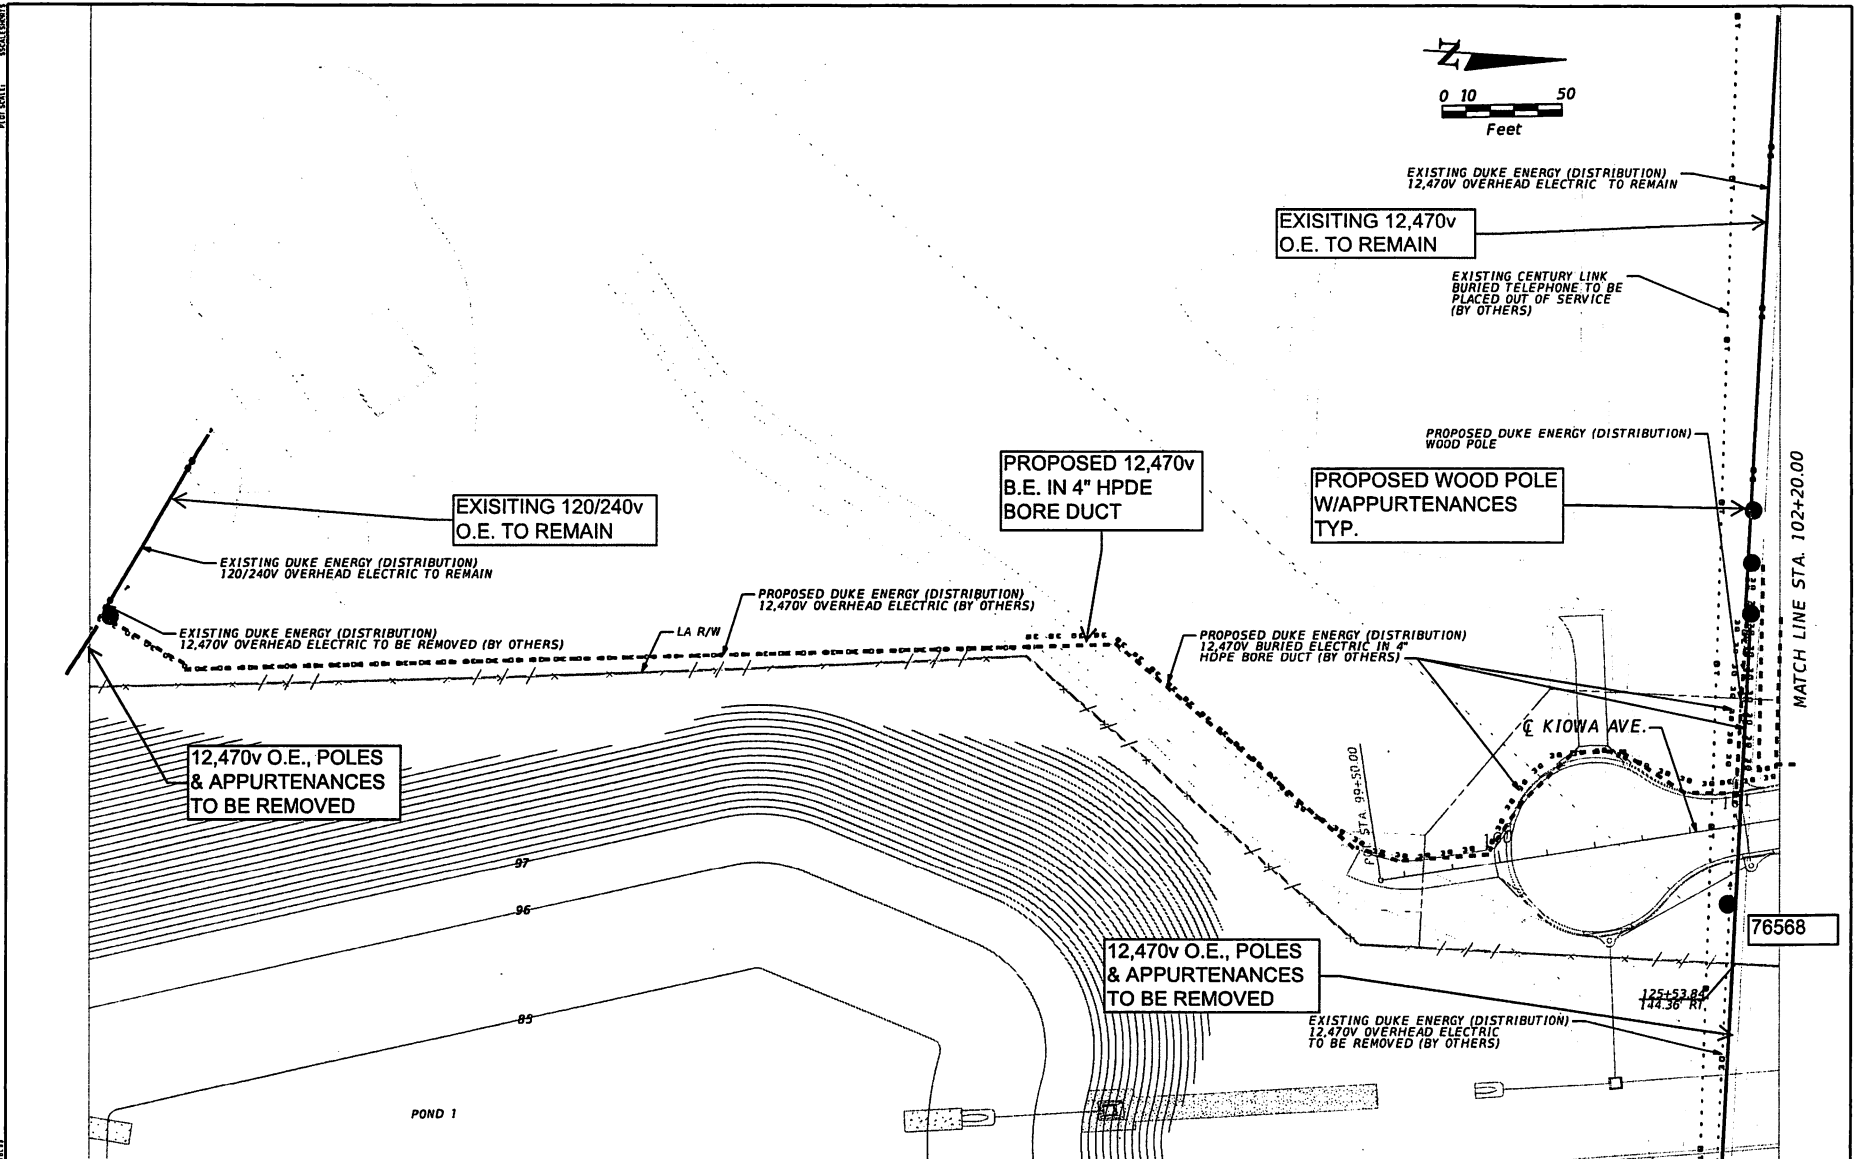 N
0 10 50
Feet
EXISTING DUKE ENERGY (DISTRIBUTION)
12,470V OVERHEAD ELECTRIC TO REMAIN
EXISITING 12,470v
O.E. TO REMAIN
EXISTING CENTURY LINK
BURIED TELEPHONE TO BE
PLACED OUT OF SERVICE
(BY OTHERS)
PROPOSED DUKE ENERGY (DISTRIBUTION)
WOOD POLE
PROPOSED 12,470v
B.E. IN 4" HPDE
BORE DUCT
PROPOSED WOOD POLE
W/APPURTENANCES
TYP.
MATCH LINE STA. 102+20.00
EXISITING 120/240v
O.E. TO REMAIN
EXISTING DUKE ENERGY (DISTRIBUTION)
120/240V OVERHEAD ELECTRIC TO REMAIN
PROPOSED DUKE ENERGY (DISTRIBUTION)
12,470V OVERHEAD ELECTRIC (BY OTHERS)
EXISTING DUKE ENERGY (DISTRIBUTION)
12,470V OVERHEAD ELECTRIC TO BE REMOVED (BY OTHERS)
LA R/W
PROPOSED DUKE ENERGY (DISTRIBUTION)
12,470V BURIED ELECTRIC IN 4"
HDPE BORE DUCT (BY OTHERS)
℄ KIOWA AVE.
STA. 99+50.00
12,470v O.E., POLES
& APPURTENANCES
TO BE REMOVED
97
96
85
76568
12,470v O.E., POLES
& APPURTENANCES
TO BE REMOVED
125+53.84
144.36' RT
EXISTING DUKE ENERGY (DISTRIBUTION)
12,470V OVERHEAD ELECTRIC
TO BE REMOVED (BY OTHERS)
POND 1